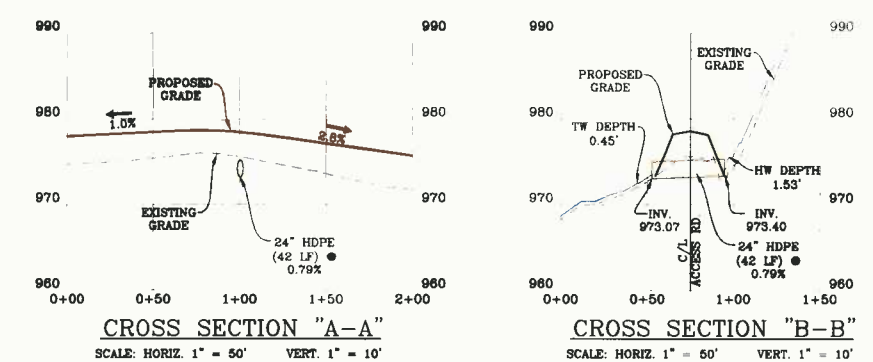 990
990
PROPOSED
GRADE
980
980
1.0%
2.8%
970
970
EXISTING
GRADE
24" HDPE
(42 LF) ●
0.79%
960
960
0+00
0+50
1+00
1+50
2+00
CROSS SECTION "A-A"
SCALE: HORIZ. 1" = 50' VERT. 1" = 10'
990
990
EXISTING
GRADE
PROPOSED
GRADE
980
980
TW DEPTH
0.45'
HW DEPTH
1.53'
970
970
INV.
973.07
INV.
973.40
C/L
ACCESS RD.
24" HDPE
(42 LF) ●
0.79%
960
960
0+00
0+50
1+00
1+50
CROSS SECTION "B-B"
SCALE: HORIZ. 1" = 50' VERT. 1" = 10'